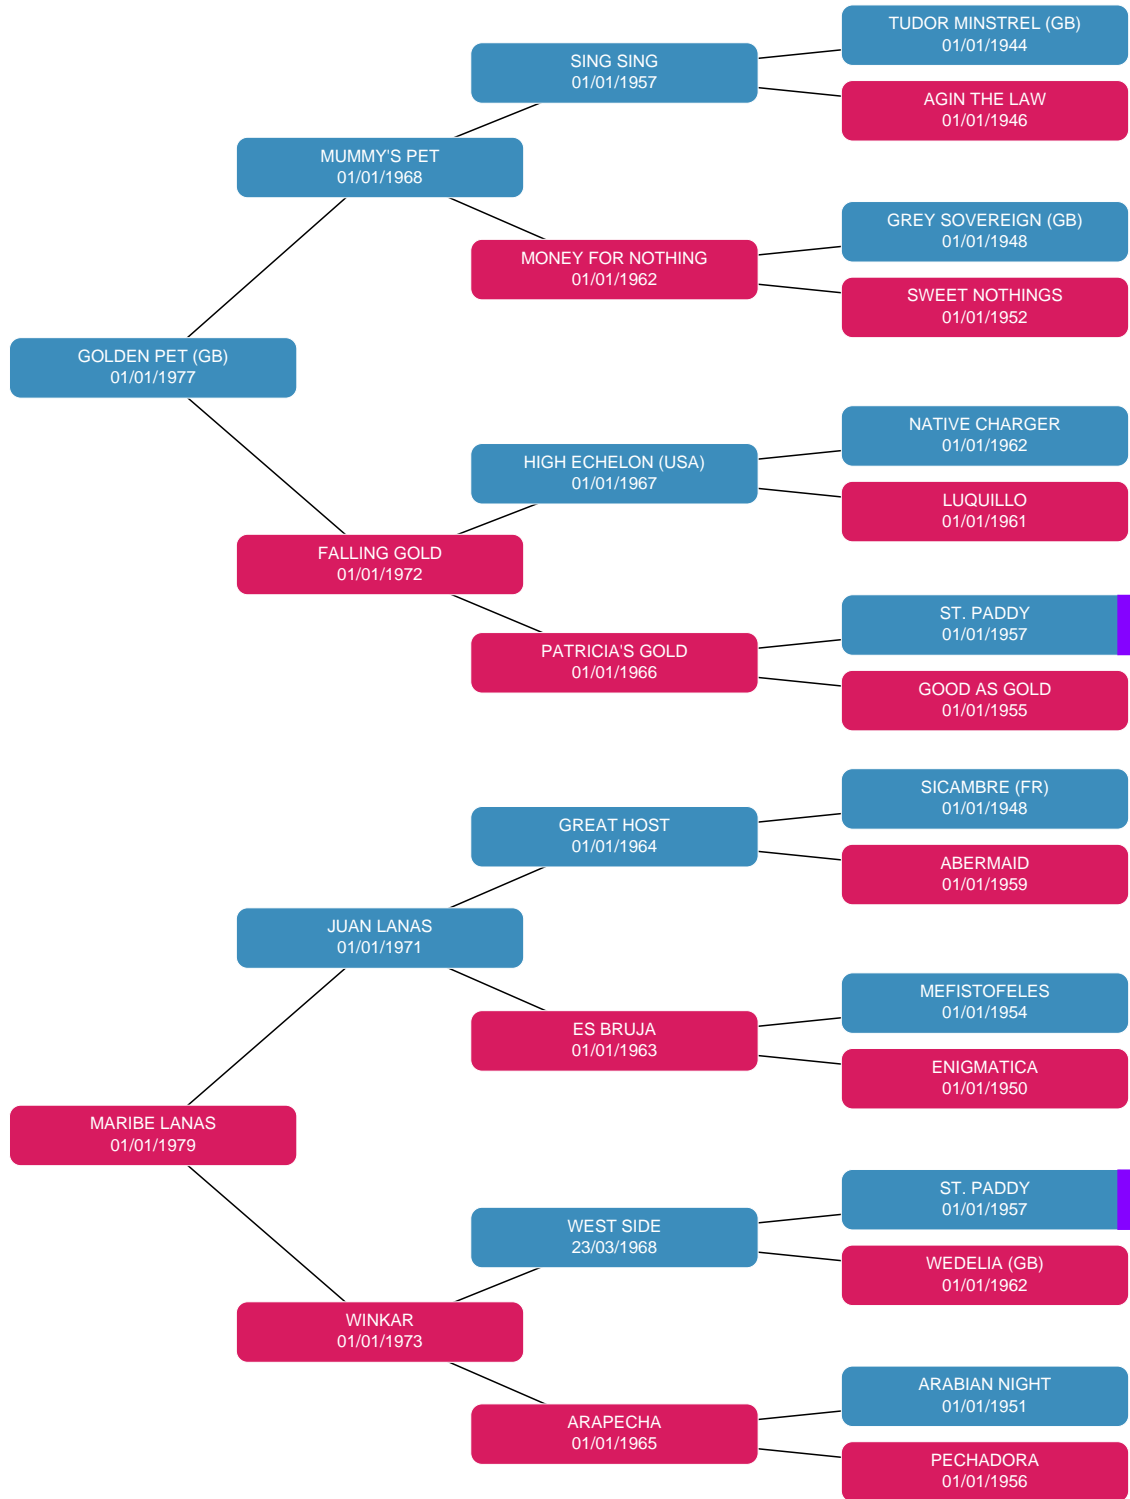 TUDOR MINSTREL (GB)
01/01/1944
SING SING
01/01/1957
AGIN THE LAW
01/01/1946
MUMMY'S PET
01/01/1968
GREY SOVEREIGN (GB)
01/01/1948
MONEY FOR NOTHING
01/01/1962
SWEET NOTHINGS
01/01/1952
GOLDEN PET (GB)
01/01/1977
NATIVE CHARGER
01/01/1962
HIGH ECHELON (USA)
01/01/1967
LUQUILLO
01/01/1961
FALLING GOLD
01/01/1972
ST. PADDY
01/01/1957
PATRICIA'S GOLD
01/01/1966
GOOD AS GOLD
01/01/1955
SICAMBRE (FR)
01/01/1948
GREAT HOST
01/01/1964
ABERMAID
01/01/1959
JUAN LANAS
01/01/1971
MEFISTOFELES
01/01/1954
ES BRUJA
01/01/1963
ENIGMATICA
01/01/1950
MARIBE LANAS
01/01/1979
ST. PADDY
01/01/1957
WEST SIDE
23/03/1968
WEDELIA (GB)
01/01/1962
WINKAR
01/01/1973
ARABIAN NIGHT
01/01/1951
ARAPECHA
01/01/1965
PECHADORA
01/01/1956